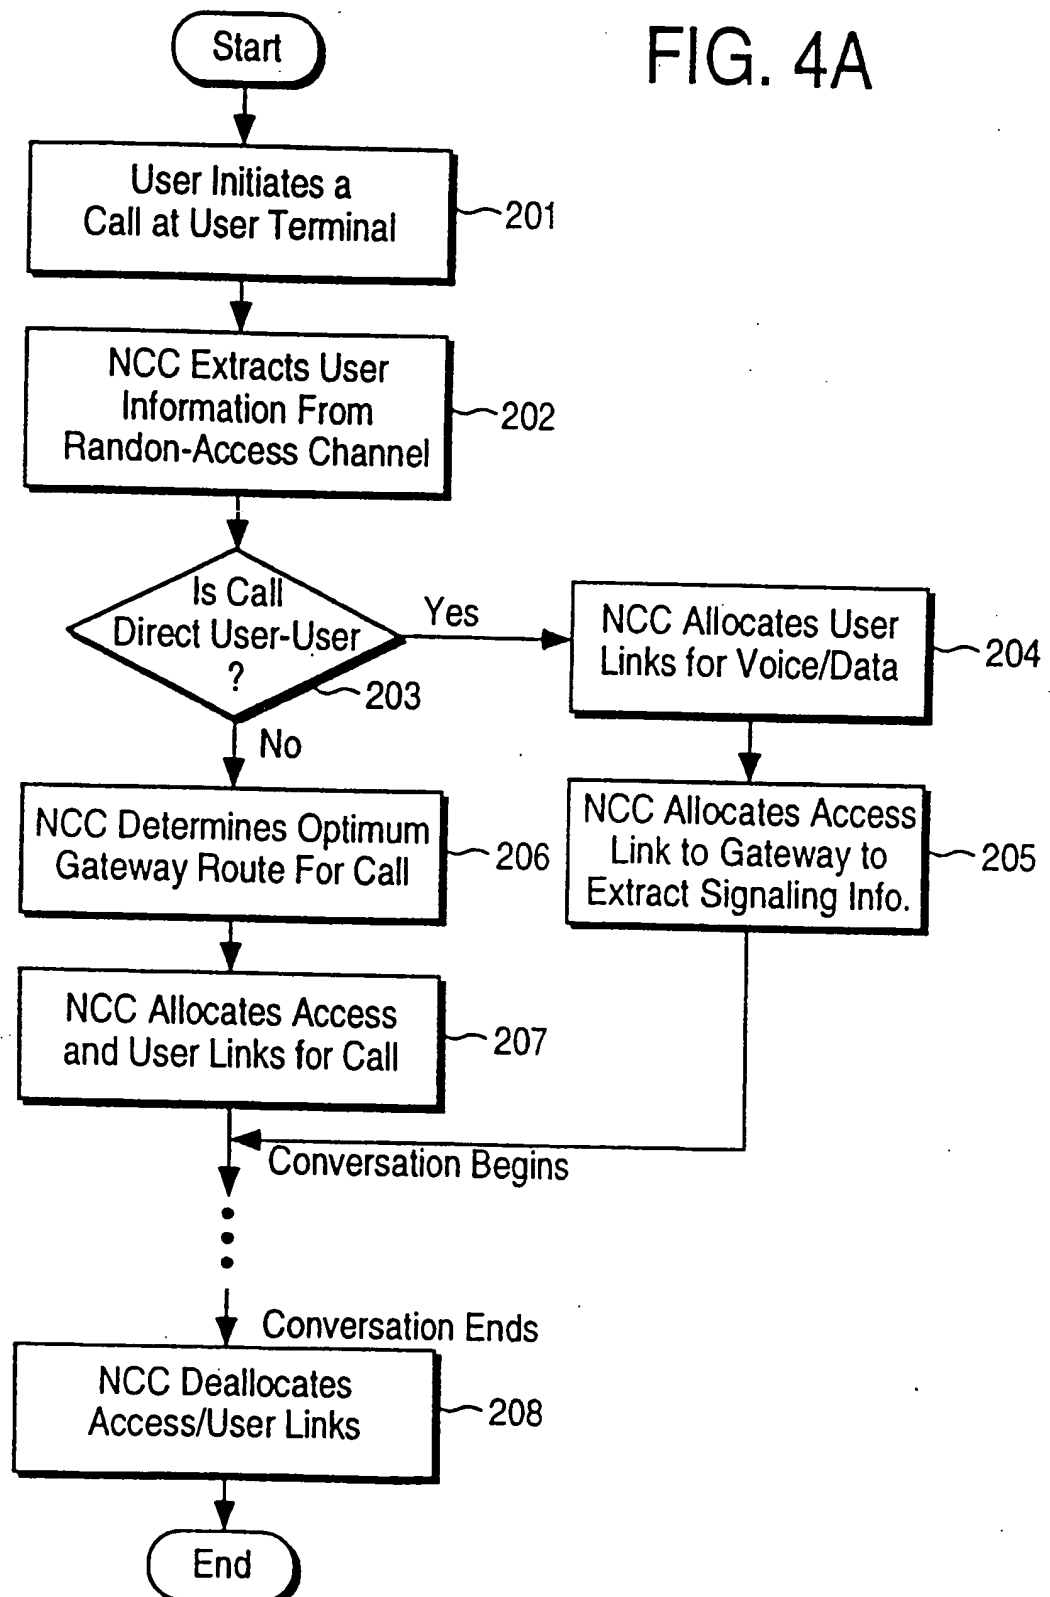 FIG. 4A
Start
User Initiates a
Call at User Terminal
201
NCC Extracts User
Information From
Randon-Access Channel
202
Is Call
Direct User-User
?
203
Yes
No
NCC Allocates User
Links for Voice/Data
204
NCC Allocates Access
Link to Gateway to
Extract Signaling Info.
205
NCC Determines Optimum
Gateway Route For Call
206
NCC Allocates Access
and User Links for Call
207
Conversation Begins
Conversation Ends
NCC Deallocates
Access/User Links
208
End